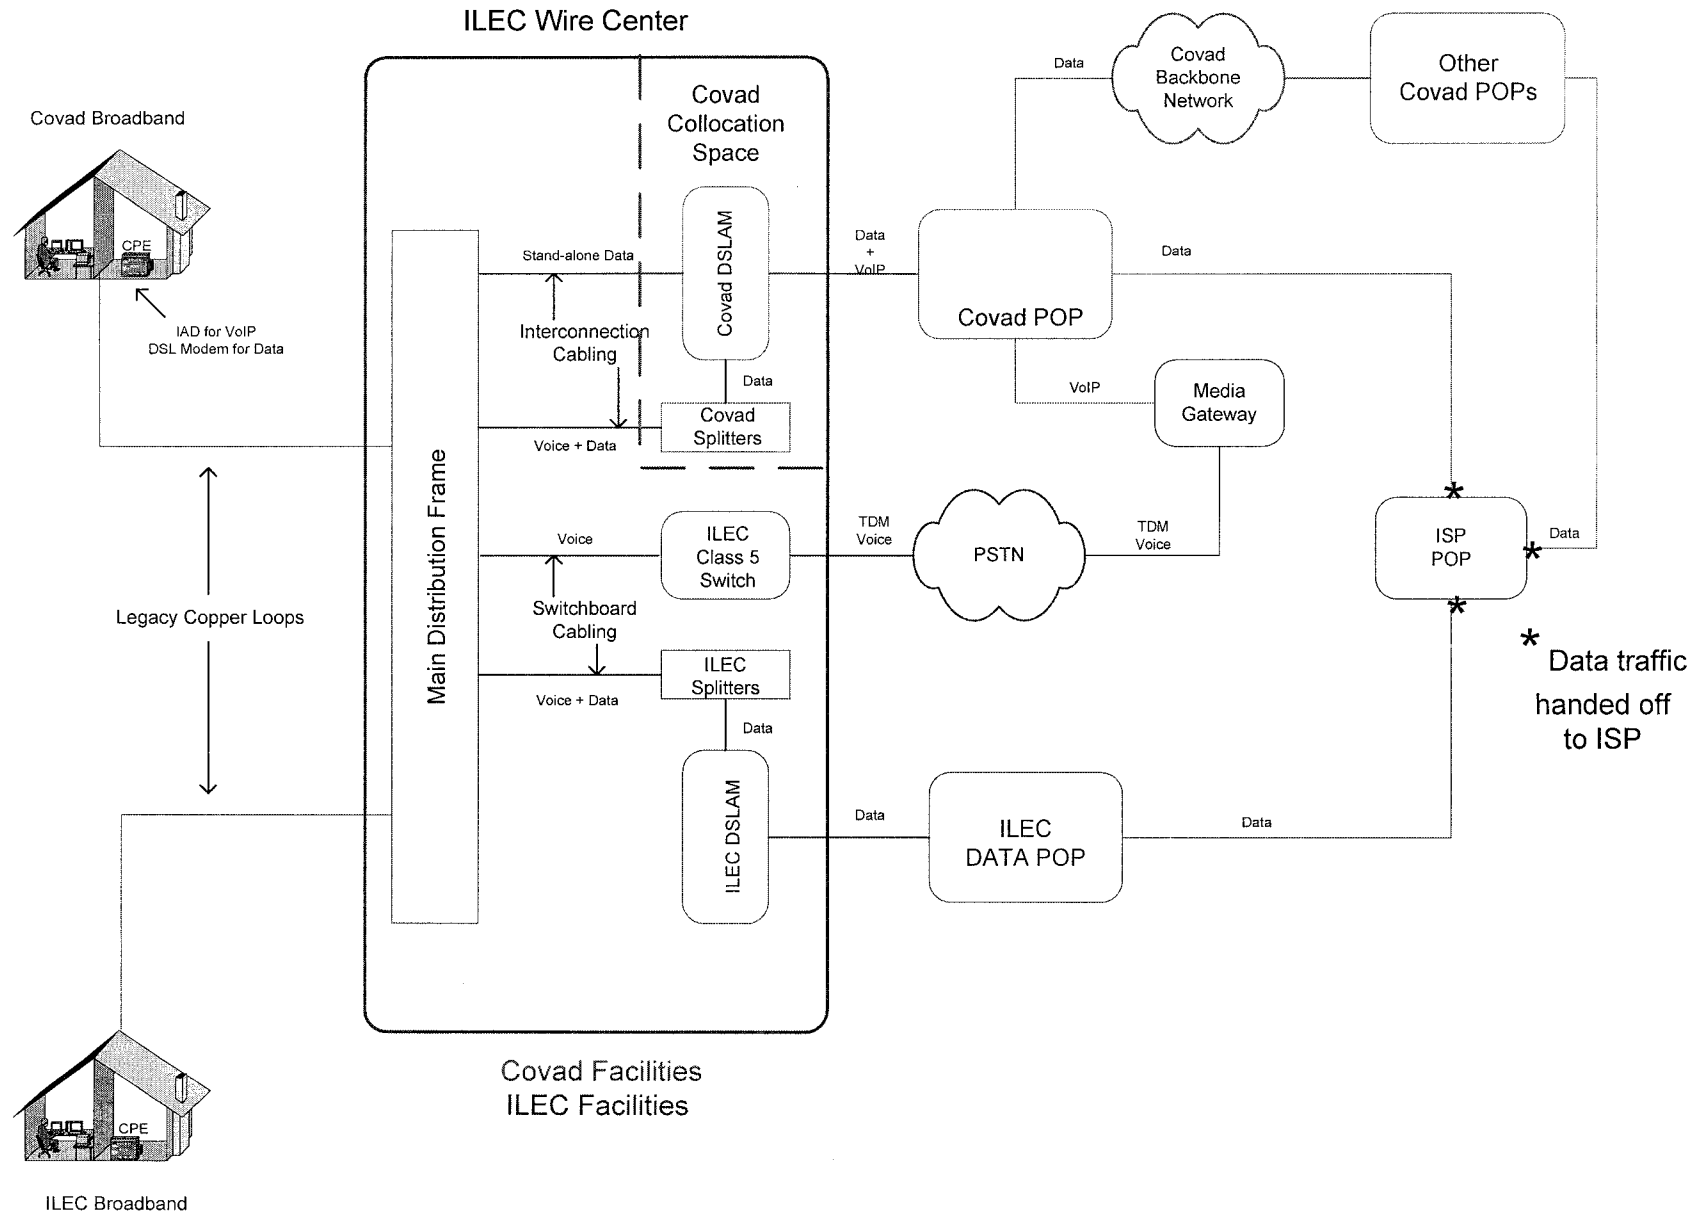 ILEC Wire Center
Covad Broadband
CPE
IAD for VoIP
DSL Modem for Data
Legacy Copper Loops
CPE
ILEC Broadband
Main Distribution Frame
Covad
Collocation
Space
Stand-alone Data
Covad DSLAM
Interconnection
Cabling
Data
Covad
Splitters
Voice + Data
Voice
ILEC
Class 5
Switch
Switchboard
Cabling
ILEC
Splitters
Voice + Data
Data
ILEC DSLAM
Covad Facilities
ILEC Facilities
Data
+
VoIP
Covad POP
Data
Covad
Backbone
Network
Other
Covad POPs
Data
VoIP
Media
Gateway
TDM
Voice
PSTN
TDM
Voice
*
ISP
POP
*
Data
*
* Data traffic
handed off
to ISP
Data
ILEC
DATA POP
Data